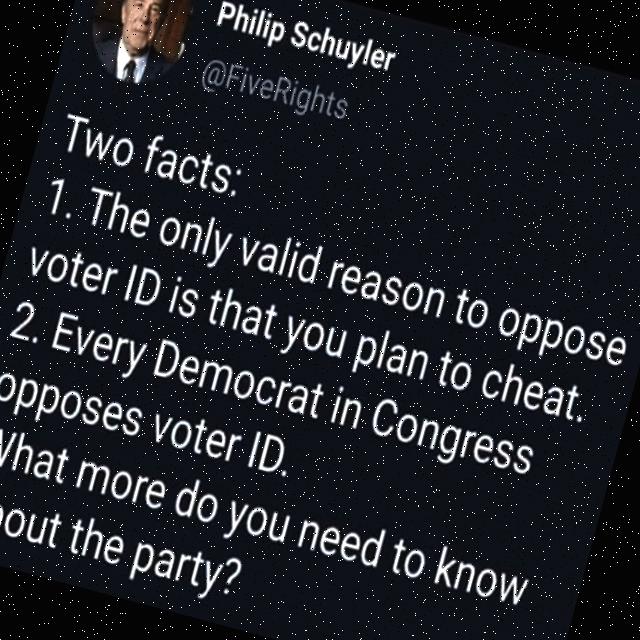 Philip Schuyler
@FiveRights
Two facts:
1. The only valid reason to oppose
voter ID is that you plan to cheat.
2. Every Democrat in Congress
opposes voter ID.
What more do you need to know
about the party?